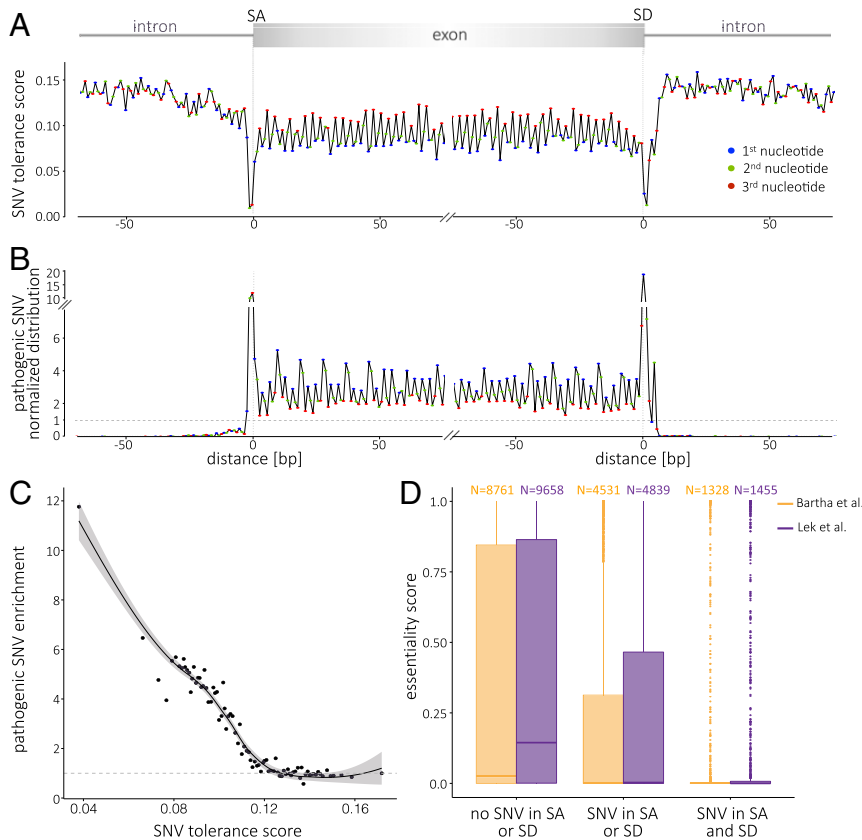 A
SA
SD
intron
exon
intron
SNV tolerance score
0.15
0.10
0.05
0.00
1st nucleotide
2nd nucleotide
3rd nucleotide
-50
0
50
-50
0
50
B
pathogenic SNV
normalized distribution
20
15
10
6
4
2
1
0
-50
0
50
-50
0
50
distance [bp]
distance [bp]
C
pathogenic SNV enrichment
12
10
8
6
4
2
0
0.04
0.08
0.12
0.16
SNV tolerance score
D
N=8761
N=9658
N=4531
N=4839
N=1328
N=1455
Bartha et al.
Lek et al.
essentiality score
1.0
0.75
0.50
0.25
0.0
no SNV in SA
or SD
SNV in SA
or SD
SNV in SA
and SD